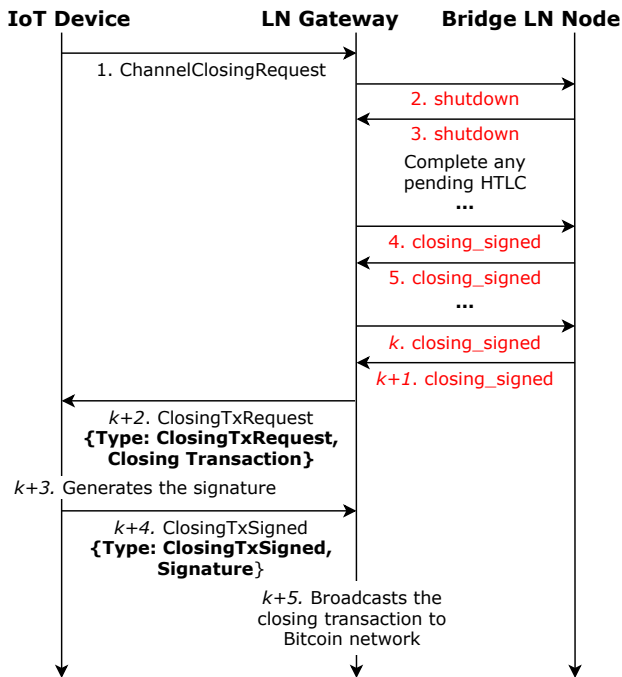 IoT Device
LN Gateway
Bridge LN Node
1. ChannelClosingRequest
2. shutdown
3. shutdown
Complete any
pending HTLC
...
4. closing_signed
5. closing_signed
...
k. closing_signed
k+1. closing_signed
k+2. ClosingTxRequest
{Type: ClosingTxRequest,
Closing Transaction}
k+3. Generates the signature
k+4. ClosingTxSigned
{Type: ClosingTxSigned,
Signature}
k+5. Broadcasts the
closing transaction to
Bitcoin network